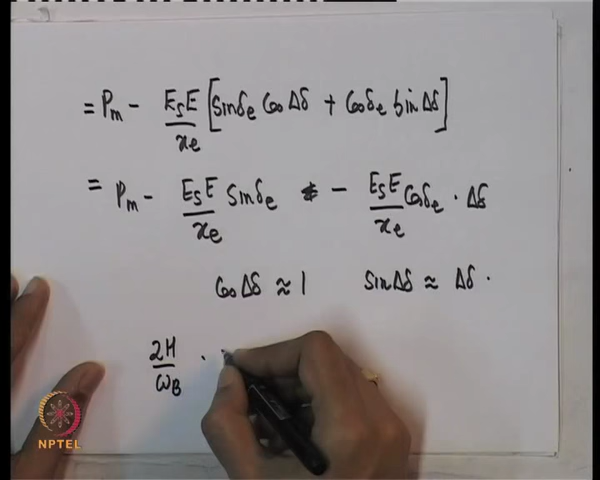 = Pm - EsE/xe [sinδe cosΔδ + cosδe sinΔδ]
= Pm - EsE/xe sinδe - EsE/xe cosδe · Δδ
cosΔδ ≈ 1 sinΔδ ≈ Δδ ·
2H/ωB ·
NPTEL